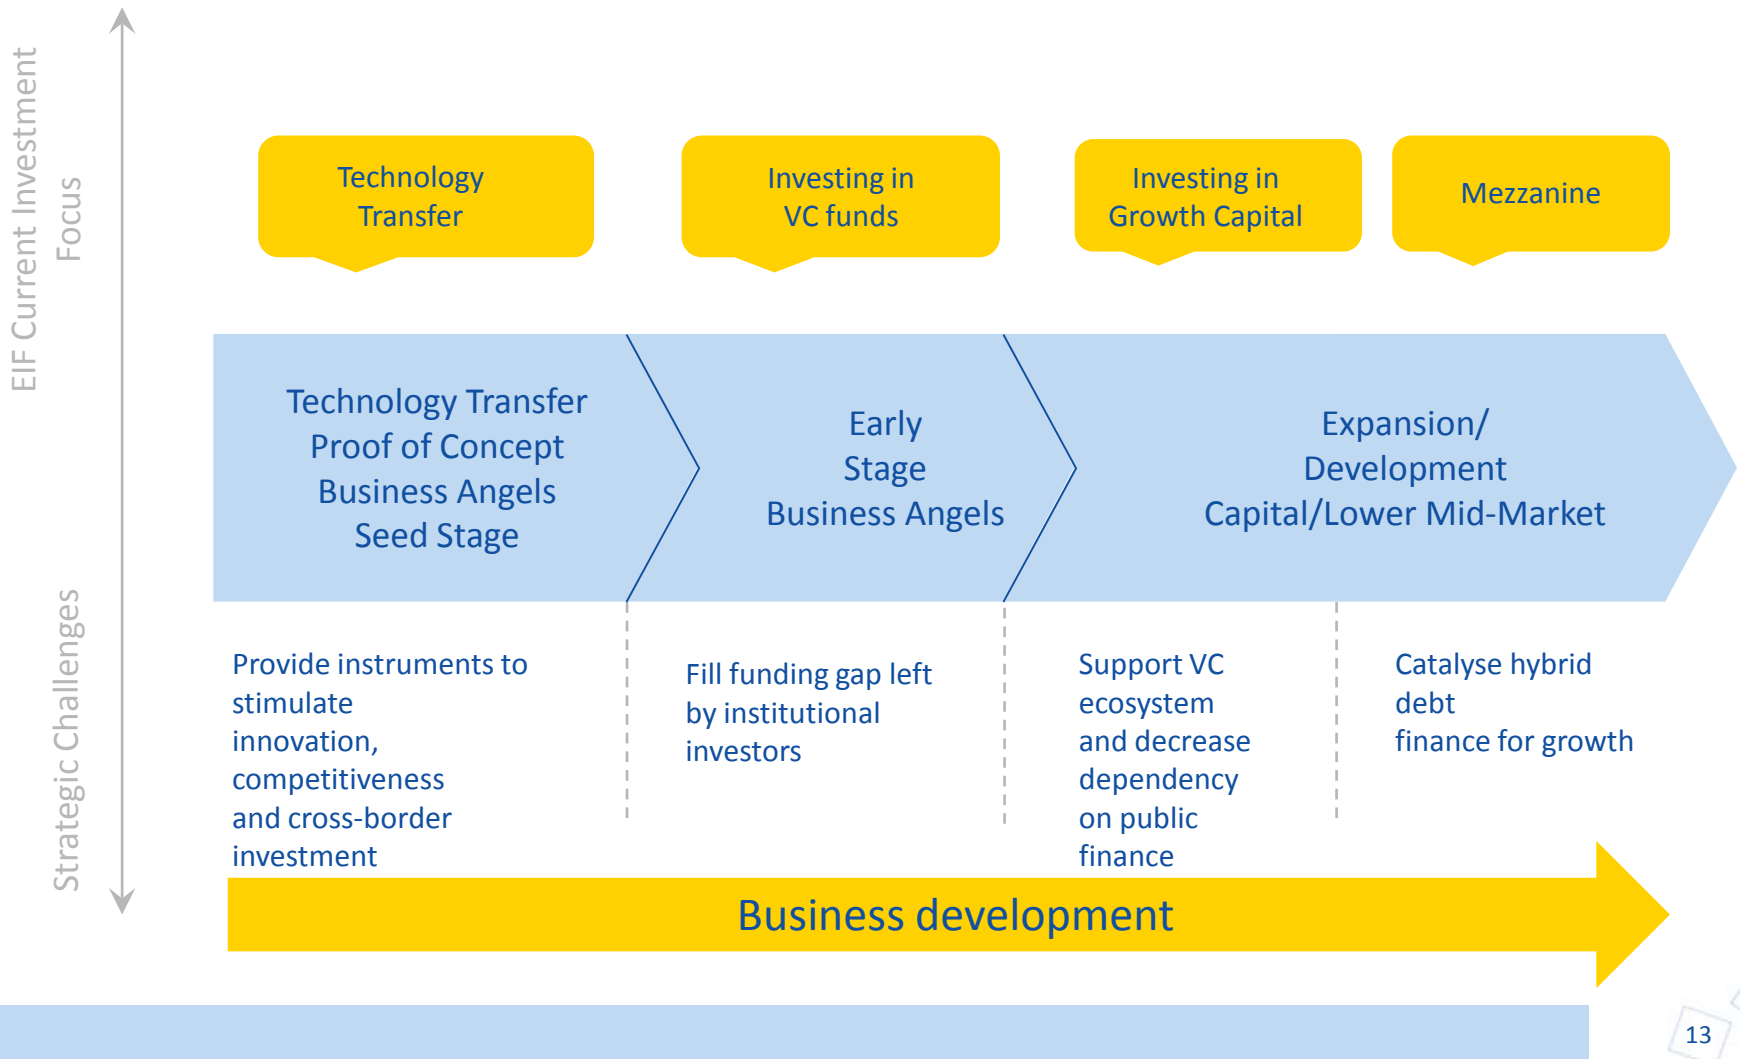 EIF Current Investment
Focus
Technology
Transfer
Investing in
VC funds
Investing in
Growth Capital
Mezzanine
Technology Transfer
Proof of Concept
Business Angels
Seed Stage
Early
Stage
Business Angels
Expansion/
Development
Capital/Lower Mid-Market
Strategic Challenges
Provide instruments to
stimulate
innovation,
competitiveness
and cross-border
investment
Fill funding gap left
by institutional
investors
Support VC
ecosystem
and decrease
dependency
on public
finance
Catalyse hybrid
debt
finance for growth
Business development
13